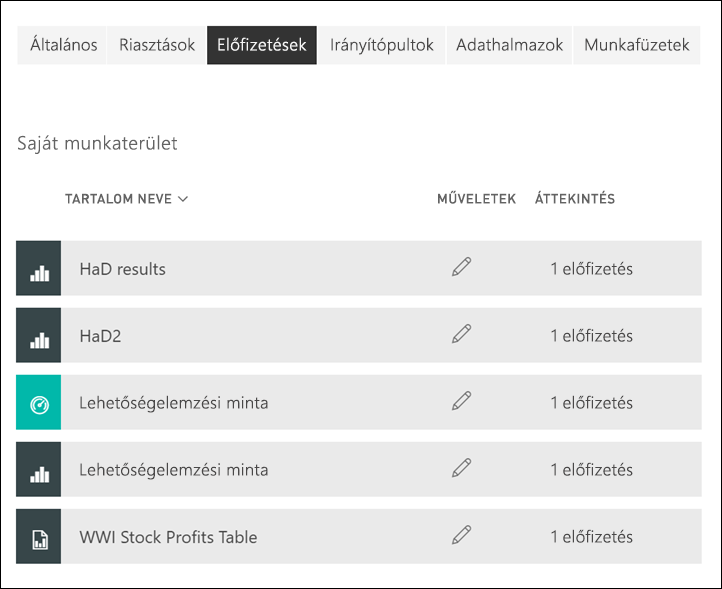 Általános Riasztások Előfizetések Irányítópultok Adathalmazok Munkafüzetek
Saját munkaterület
TARTALOM NEVE MŰVELETEK ÁTTEKINTÉS
HaD results 1 előfizetés
HaD2 1 előfizetés
Lehetőségelemzési minta 1 előfizetés
Lehetőségelemzési minta 1 előfizetés
WWI Stock Profits Table 1 előfizetés